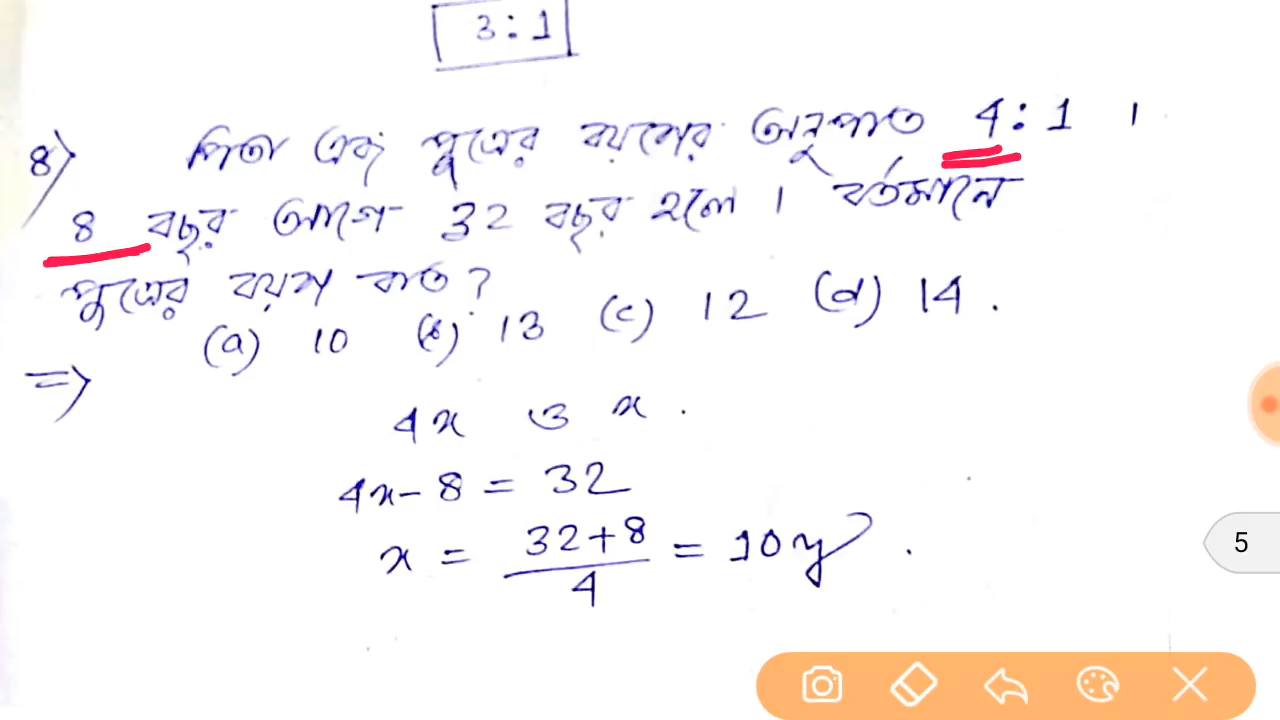 3 : 1
8) পিতা এবং পুত্রের বয়সের অনুপাত 4 : 1 ।
8 বছর আগে 32 বছর হলে । বর্তমানে
পুত্রের বয়স কত ?
(a) 10 (b) 13 (c) 12 (d) 14 .
=>
4x ও x .
4x - 8 = 32
x = 32+8/4 = 10 y .
5